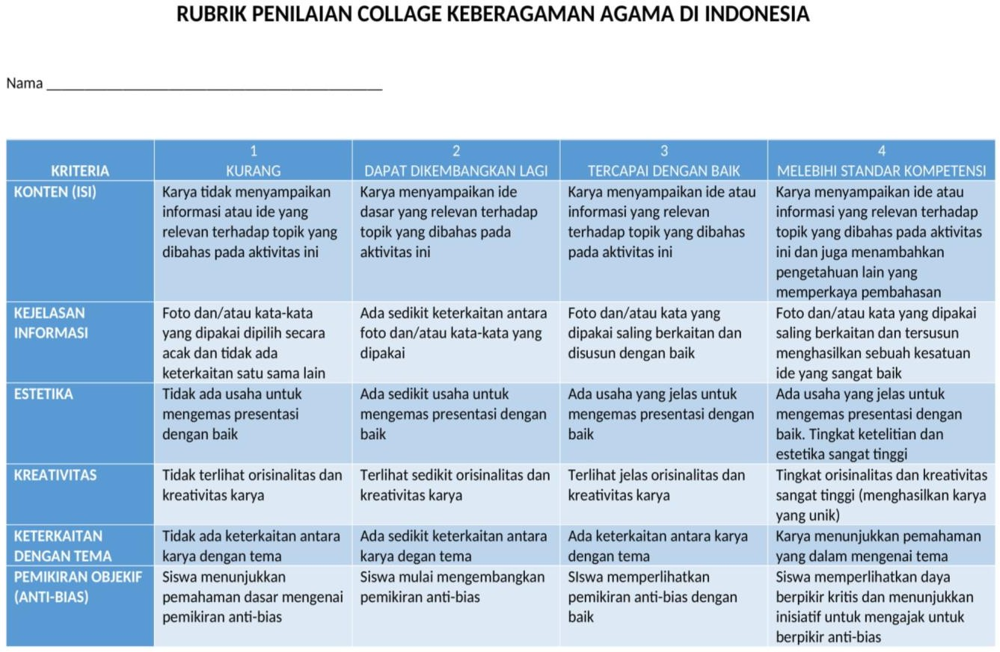 RUBRIK PENILAIAN COLLAGE KEBERAGAMAN AGAMA DI INDONESIA
Nama ___________________________________________
KRITERIA
1
KURANG
2
DAPAT DIKEMBANGKAN LAGI
3
TERCAPAI DENGAN BAIK
4
MELEBIHI STANDAR KOMPETENSI
KONTEN (ISI)
Karya tidak menyampaikan
informasi atau ide yang
relevan terhadap topik yang
dibahas pada aktivitas ini
Karya menyampaikan ide
dasar yang relevan terhadap
topik yang dibahas pada
aktivitas ini
Karya menyampaikan ide atau
informasi yang relevan
terhadap topik yang dibahas
pada aktivitas ini
Karya menyampaikan ide atau
informasi yang relevan terhadap
topik yang dibahas pada aktivitas
ini dan juga menambahkan
pengetahuan lain yang
memperkaya pembahasan
KEJELASAN
INFORMASI
Foto dan/atau kata-kata
yang dipakai dipilih secara
acak dan tidak ada
keterkaitan satu sama lain
Ada sedikit keterkaitan antara
foto dan/atau kata-kata yang
dipakai
Foto dan/atau kata yang
dipakai saling berkaitan dan
disusun dengan baik
Foto dan/atau kata yang dipakai
saling berkaitan dan tersusun
menghasilkan sebuah kesatuan
ide yang sangat baik
ESTETIKA
Tidak ada usaha untuk
mengemas presentasi
dengan baik
Ada sedikit usaha untuk
mengemas presentasi dengan
baik
Ada usaha yang jelas untuk
mengemas presentasi dengan
baik
Ada usaha yang jelas untuk
mengemas presentasi dengan
baik. Tingkat ketelitian dan
estetika sangat tinggi
KREATIVITAS
Tidak terlihat orisinalitas dan
kreativitas karya
Terlihat sedikit orisinalitas dan
kreativitas karya
Terlihat jelas orisinalitas dan
kreativitas karya
Tingkat orisinalitas dan kreativitas
sangat tinggi (menghasilkan karya
yang unik)
KETERKAITAN
DENGAN TEMA
Tidak ada keterkaitan antara
karya dengan tema
Ada sedikit keterkaitan antara
karya degan tema
Ada keterkaitan antara karya
dengan tema
Karya menunjukkan pemahaman
yang dalam mengenai tema
PEMIKIRAN OBJEKIF
(ANTI-BIAS)
Siswa menunjukkan
pemahaman dasar mengenai
pemikiran anti-bias
Siswa mulai mengembangkan
pemikiran anti-bias
SIswa memperlihatkan
pemikiran anti-bias dengan
baik
Siswa memperlihatkan daya
berpikir kritis dan menunjukkan
inisiatif untuk mengajak untuk
berpikir anti-bias